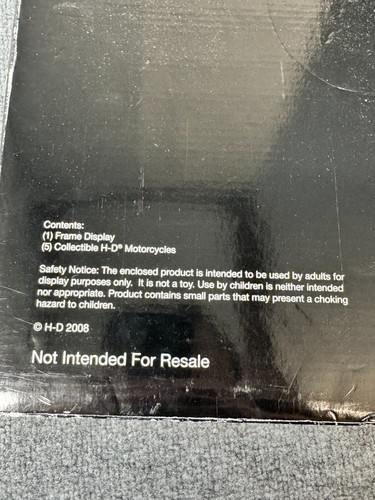 Contents:
(1) Frame Display
(5) Collectible H-D® Motorcycles
Safety Notice: The enclosed product is intended to be used by adults for
display purposes only. It is not a toy. Use by children is neither intended
nor appropriate. Product contains small parts that may present a choking
hazard to children.
© H-D 2008
Not Intended For Resale